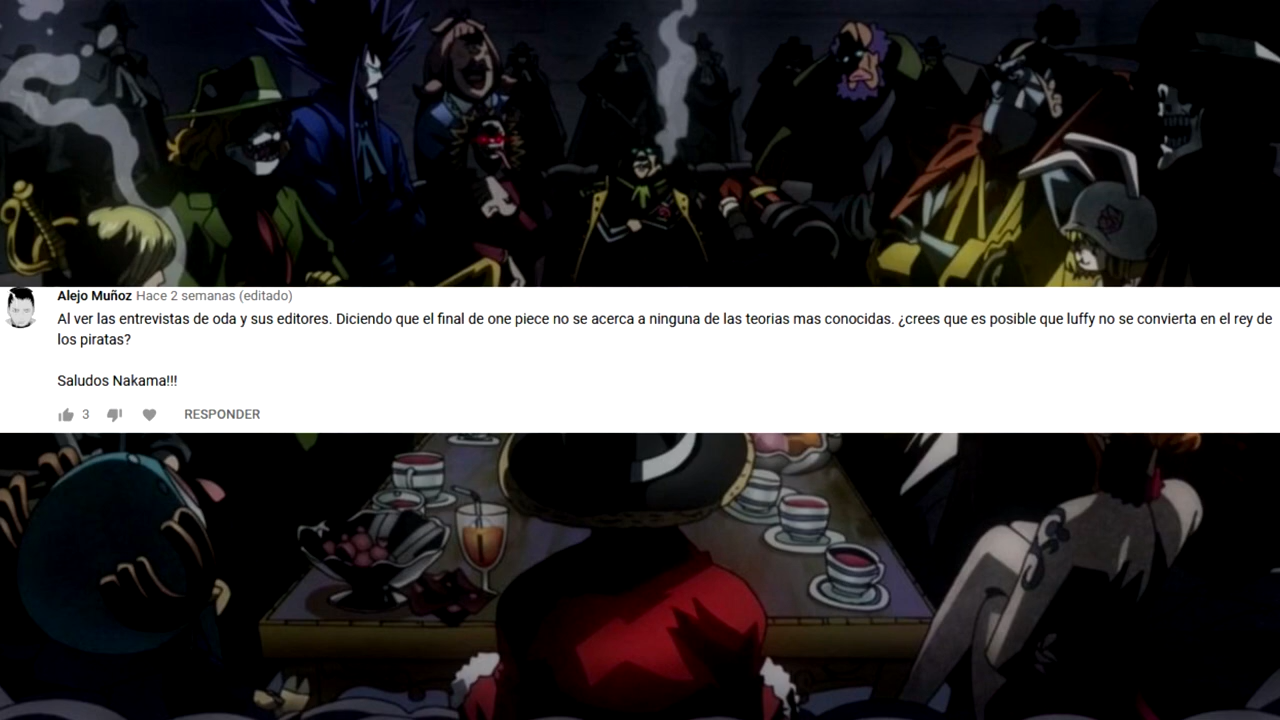 Alejo Muñoz Hace 2 semanas (editado)
Al ver las entrevistas de oda y sus editores. Diciendo que el final de one piece no se acerca a ninguna de las teorias mas conocidas. ¿crees que es posible que luffy no se convierta en el rey de
los piratas?
Saludos Nakama!!!
3 RESPONDER